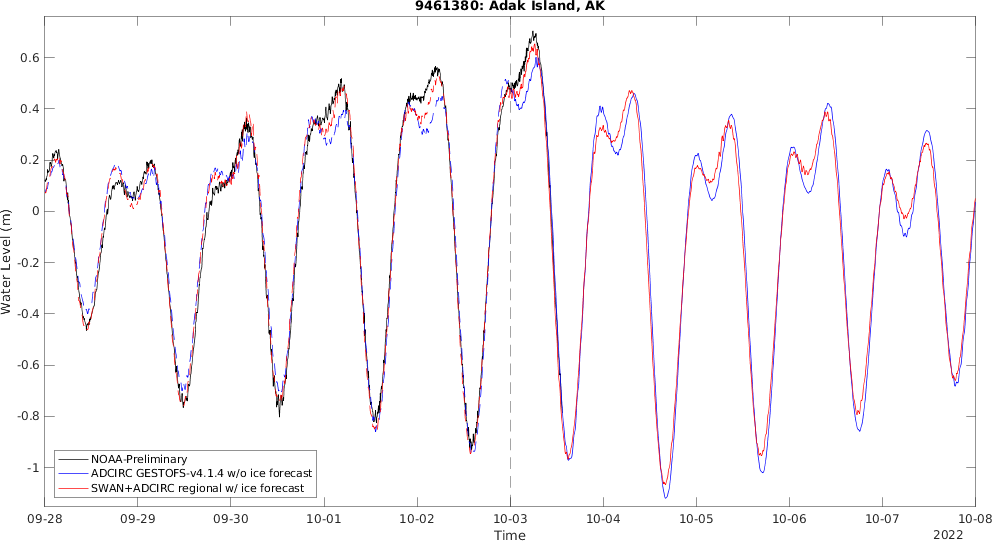 9461380: Adak Island, AK
Water Level (m)
0.6
0.4
0.2
0
-0.2
-0.4
-0.6
-0.8
-1
NOAA-Preliminary
ADCIRC GESTOFS-v4.1.4 w/o ice forecast
SWAN+ADCIRC regional w/ ice forecast
09-28 09-29 09-30 10-01 10-02 10-03 10-04 10-05 10-06 10-07 10-08
Time
2022